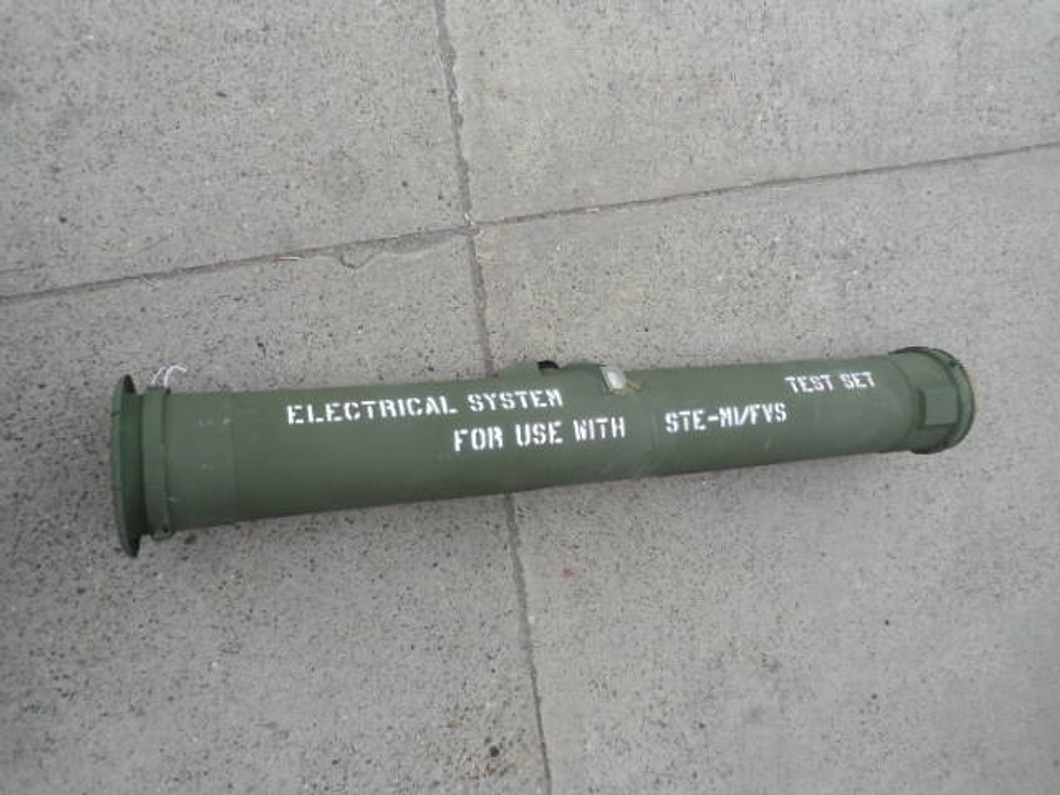 ELECTRICAL SYSTEM TEST SET
FOR USE WITH STE-M1/FVS